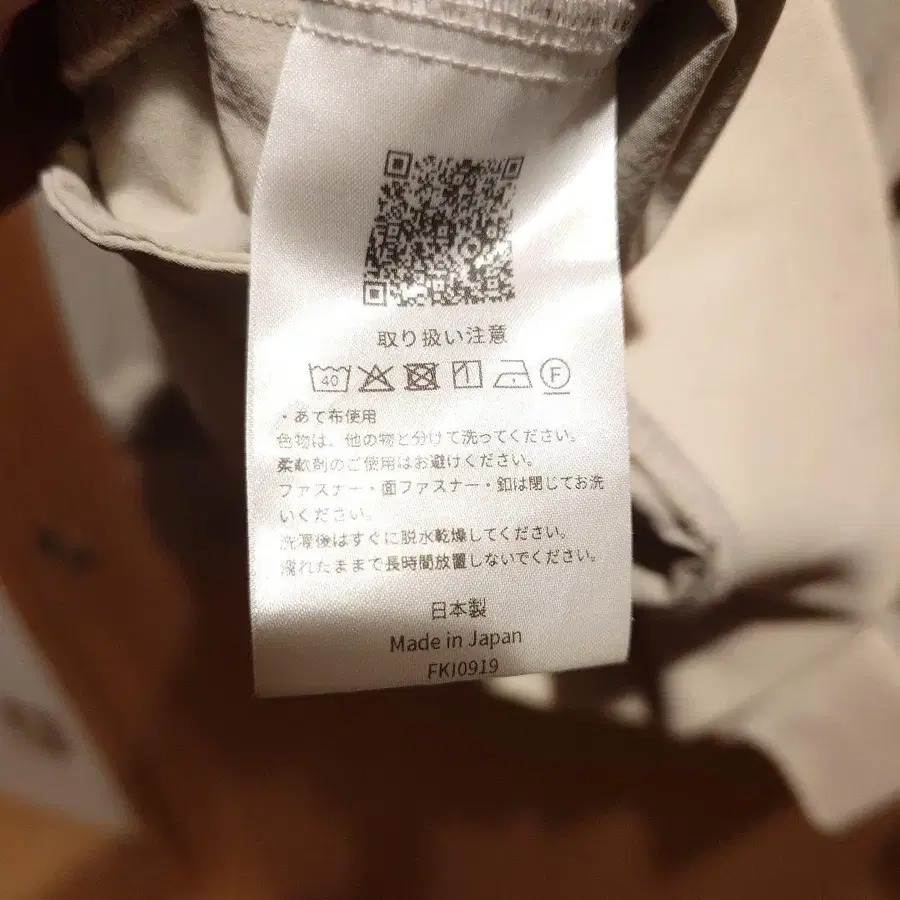 取り扱い注意
40 F
・あて布使用
色物は、他の物と分けて洗ってください。
柔軟剤のご使用はお避けください。
ファスナー・面ファスナー・釦は閉じてお洗
いください。
洗濯後はすぐに脱水乾燥してください。
濡れたままで長時間放置しないでください。
日本製
Made in Japan
FKI0919